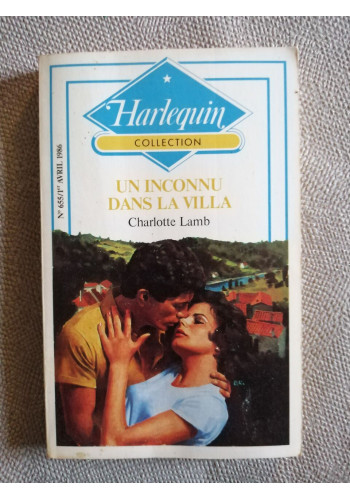 Harlequin
COLLECTION
N° 655/1er AVRIL 1986
UN INCONNU
DANS LA VILLA
Charlotte Lamb